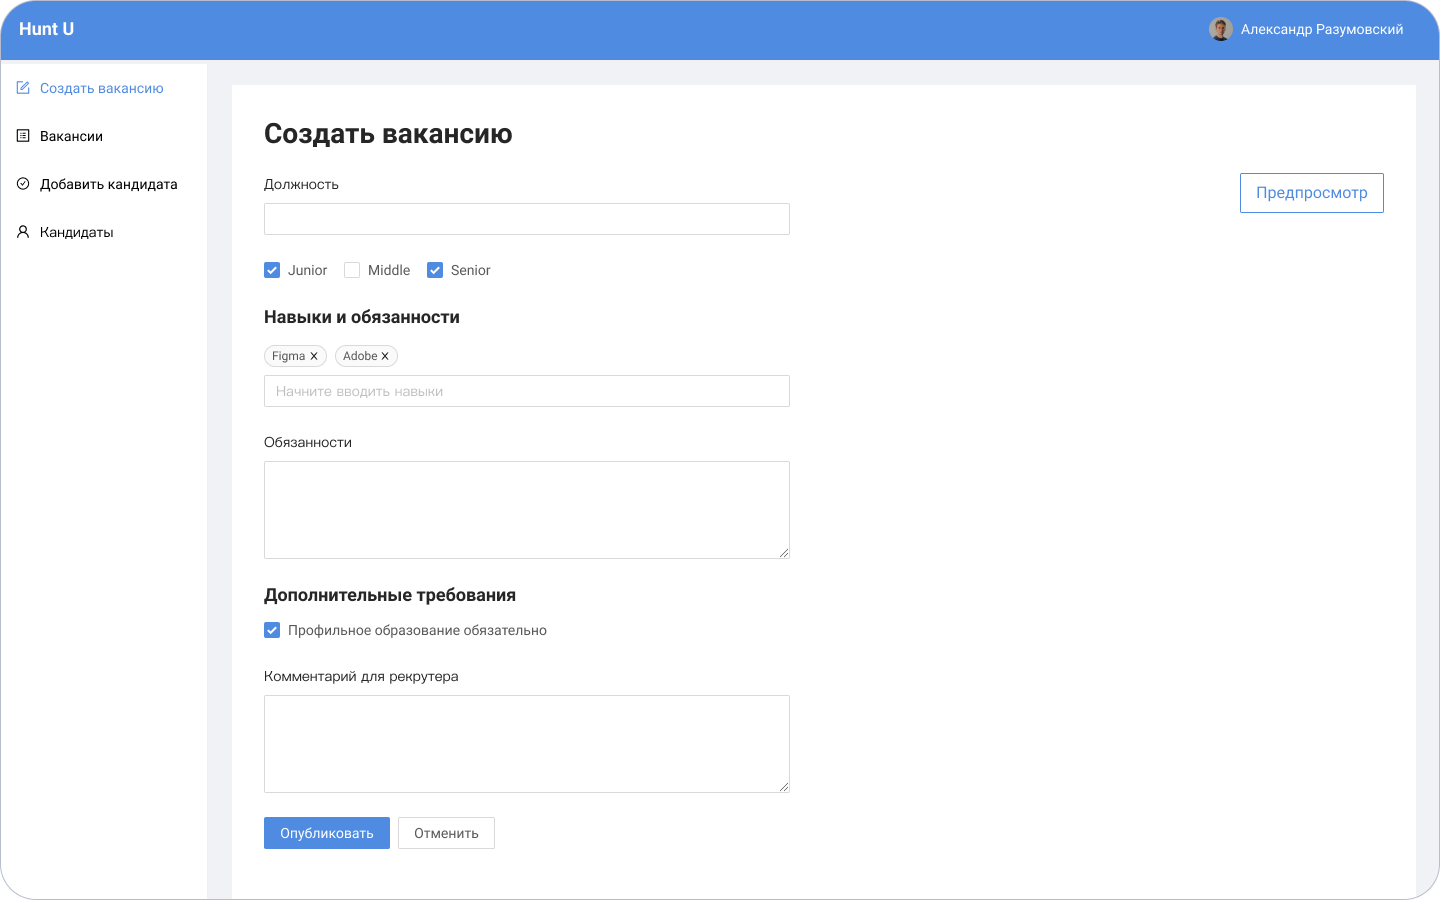 Hunt U
Александр Разумовский
Создать вакансию
Вакансии
Добавить кандидата
Кандидаты
Создать вакансию
Должность
Предпросмотр
Junior Middle Senior
Навыки и обязанности
Figma Adobe
Начните вводить навыки
Обязанности
Дополнительные требования
Профильное образование обязательно
Комментарий для рекрутера
Опубликовать Отменить